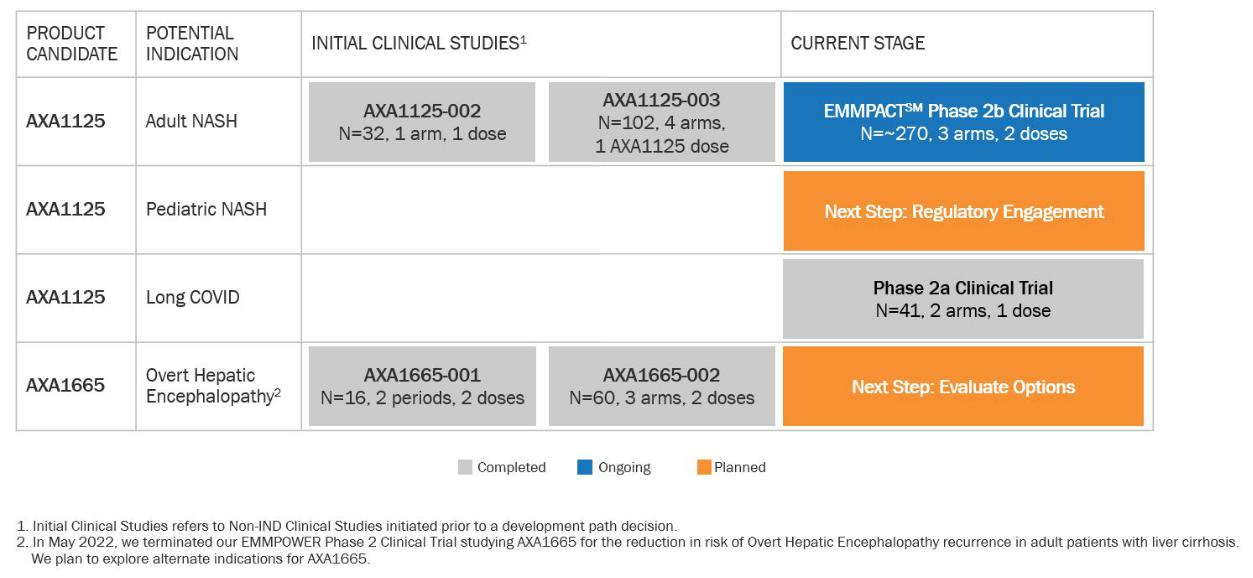 PRODUCT
CANDIDATE
POTENTIAL
INDICATION
INITIAL CLINICAL STUDIES¹
CURRENT STAGE
AXA1125
Adult NASH
AXA1125-002
N=32, 1 arm, 1 dose
AXA1125-003
N=102, 4 arms,
1 AXA1125 dose
EMMPACT℠ Phase 2b Clinical Trial
N=~270, 3 arms, 2 doses
AXA1125
Pediatric NASH
Next Step: Regulatory Engagement
AXA1125
Long COVID
Phase 2a Clinical Trial
N=41, 2 arms, 1 dose
AXA1665
Overt Hepatic
Encephalopathy²
AXA1665-001
N=16, 2 periods, 2 doses
AXA1665-002
N=60, 3 arms, 2 doses
Next Step: Evaluate Options
Completed
Ongoing
Planned
1. Initial Clinical Studies refers to Non-IND Clinical Studies initiated prior to a development path decision.
2. In May 2022, we terminated our EMMPOWER Phase 2 Clinical Trial studying AXA1665 for the reduction in risk of Overt Hepatic Encephalopathy recurrence in adult patients with liver cirrhosis.
We plan to explore alternate indications for AXA1665.